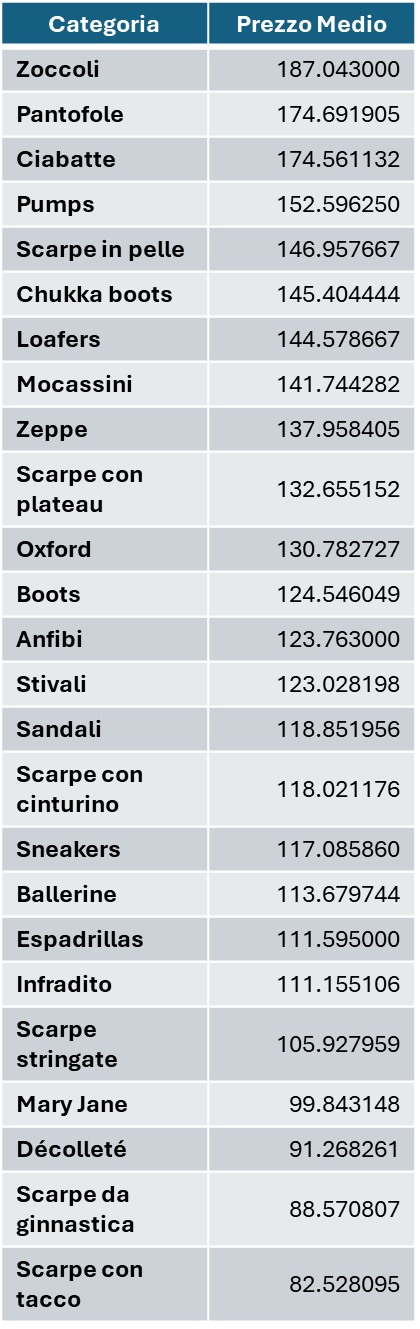 Categoria Prezzo Medio
Zoccoli 187.043000
Pantofole 174.691905
Ciabatte 174.561132
Pumps 152.596250
Scarpe in pelle 146.957667
Chukka boots 145.404444
Loafers 144.578667
Mocassini 141.744282
Zeppe 137.958405
Scarpe con
plateau 132.655152
Oxford 130.782727
Boots 124.546049
Anfibi 123.763000
Stivali 123.028198
Sandali 118.851956
Scarpe con
cinturino 118.021176
Sneakers 117.085860
Ballerine 113.679744
Espadrillas 111.595000
Infradito 111.155106
Scarpe
stringate 105.927959
Mary Jane 99.843148
Décolleté 91.268261
Scarpe da
ginnastica 88.570807
Scarpe con
tacco 82.528095